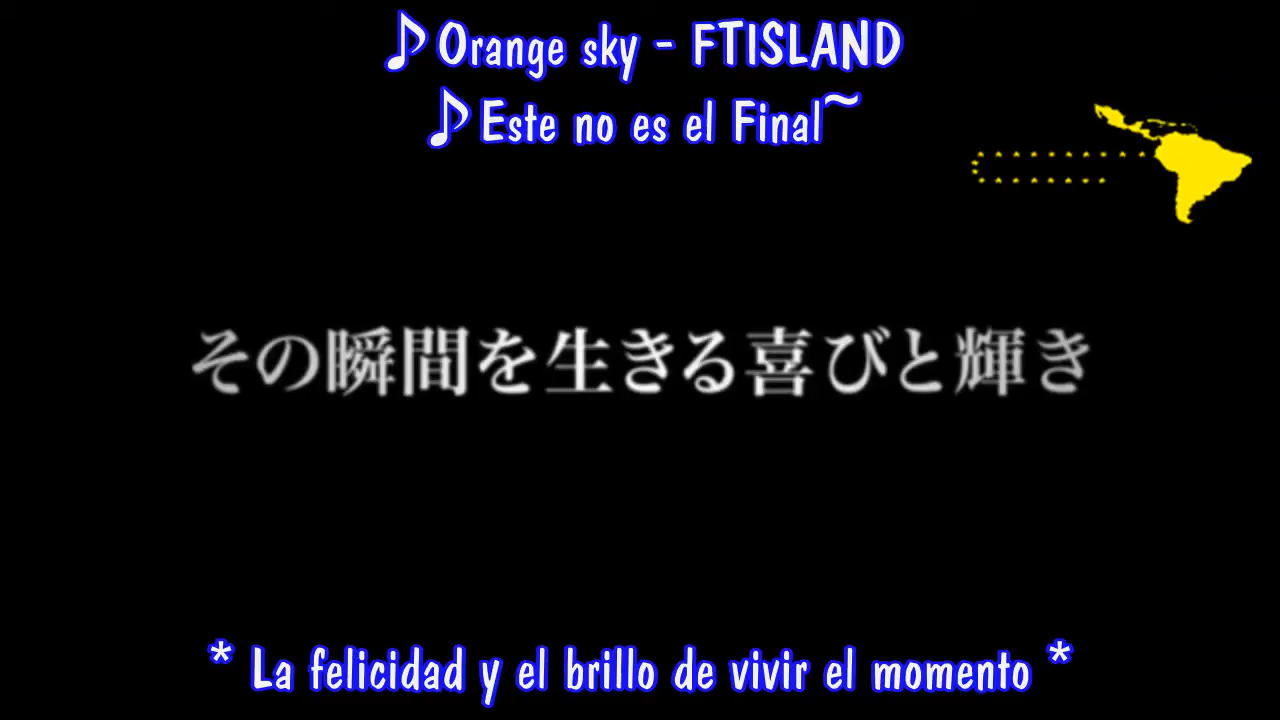 ♪Orange sky - FTISLAND
♪Este no es el Final~
その瞬間を生きる喜びと輝き
* La felicidad y el brillo de vivir el momento *